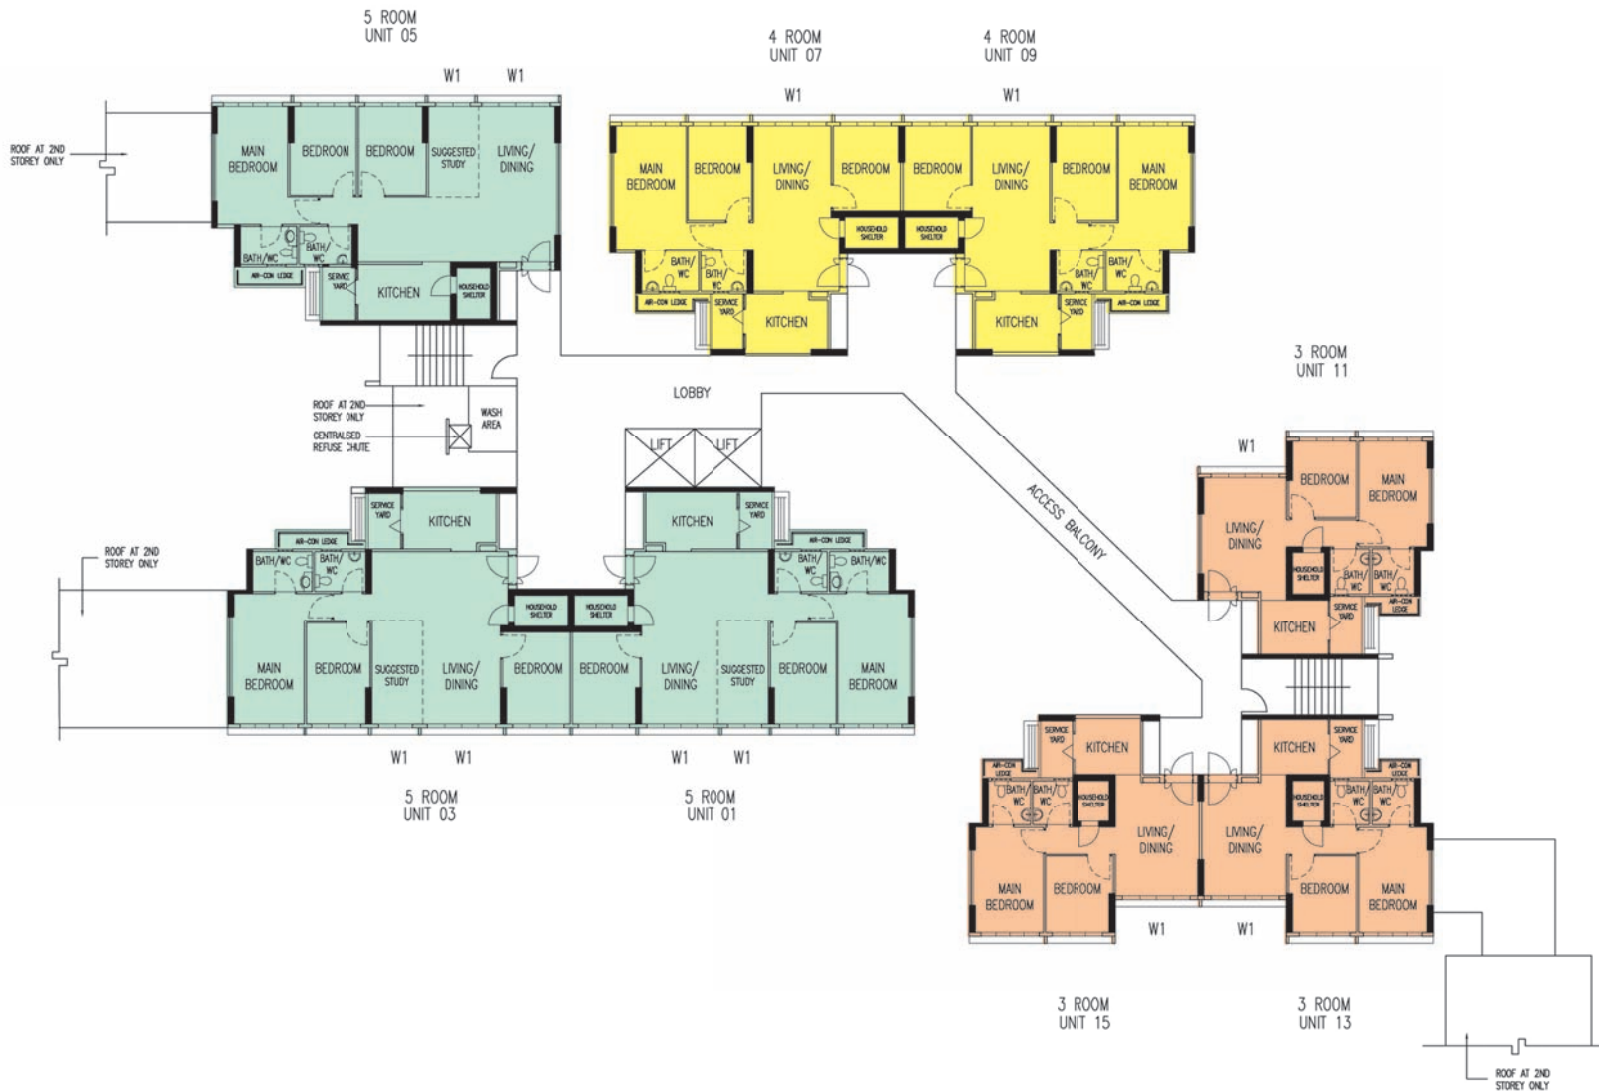 5 ROOM
UNIT 05
4 ROOM
UNIT 07
4 ROOM
UNIT 09
W1
W1
W1
W1
ROOF AT 2ND
STOREY ONLY
MAIN
BEDROOM
BEDROOM
BEDROOM
SUGGESTED
STUDY
LIVING/
DINING
BATH/WC
BATH/
WC
AIR-CON LEDGE
SERVICE
YARD
KITCHEN
HOUSEHOLD
SHELTER
MAIN
BEDROOM
BEDROOM
LIVING/
DINING
BEDROOM
HOUSEHOLD
SHELTER
BATH/
WC
BATH/
WC
AIR-CON LEDGE
SERVICE
YARD
KITCHEN
BEDROOM
LIVING/
DINING
BEDROOM
MAIN
BEDROOM
HOUSEHOLD
SHELTER
BATH/
WC
BATH/
WC
AIR-CON LEDGE
SERVICE
YARD
KITCHEN
3 ROOM
UNIT 11
LOBBY
ROOF AT 2ND
STOREY ONLY
WASH
AREA
CENTRALSED
REFUSE CHUTE
LIFT
LIFT
ACCESS BALCONY
W1
BEDROOM
MAIN
BEDROOM
LIVING/
DINING
HOUSEHOLD
SHELTER
BATH/
WC
BATH/
WC
AIR-CON
LEDGE
KITCHEN
SERVICE
YARD
ROOF AT 2ND
STOREY ONLY
SERVICE
YARD
KITCHEN
AIR-CON LEDGE
BATH/WC
BATH/
WC
HOUSEHOLD
SHELTER
MAIN
BEDROOM
BEDROOM
SUGGESTED
STUDY
LIVING/
DINING
BEDROOM
KITCHEN
SERVICE
YARD
AIR-CON LEDGE
BATH/
WC
BATH/WC
HOUSEHOLD
SHELTER
BEDROOM
LIVING/
DINING
SUGGESTED
STUDY
BEDROOM
MAIN
BEDROOM
W1
W1
W1
W1
5 ROOM
UNIT 03
5 ROOM
UNIT 01
SERVICE
YARD
KITCHEN
AIR-CON
LEDGE
BATH/
WC
BATH/
WC
HOUSEHOLD
SHELTER
LIVING/
DINING
MAIN
BEDROOM
BEDROOM
KITCHEN
SERVICE
YARD
AIR-CON
LEDGE
HOUSEHOLD
SHELTER
BATH/
WC
BATH/
WC
LIVING/
DINING
BEDROOM
MAIN
BEDROOM
W1
W1
3 ROOM
UNIT 15
3 ROOM
UNIT 13
ROOF AT 2ND
STOREY ONLY